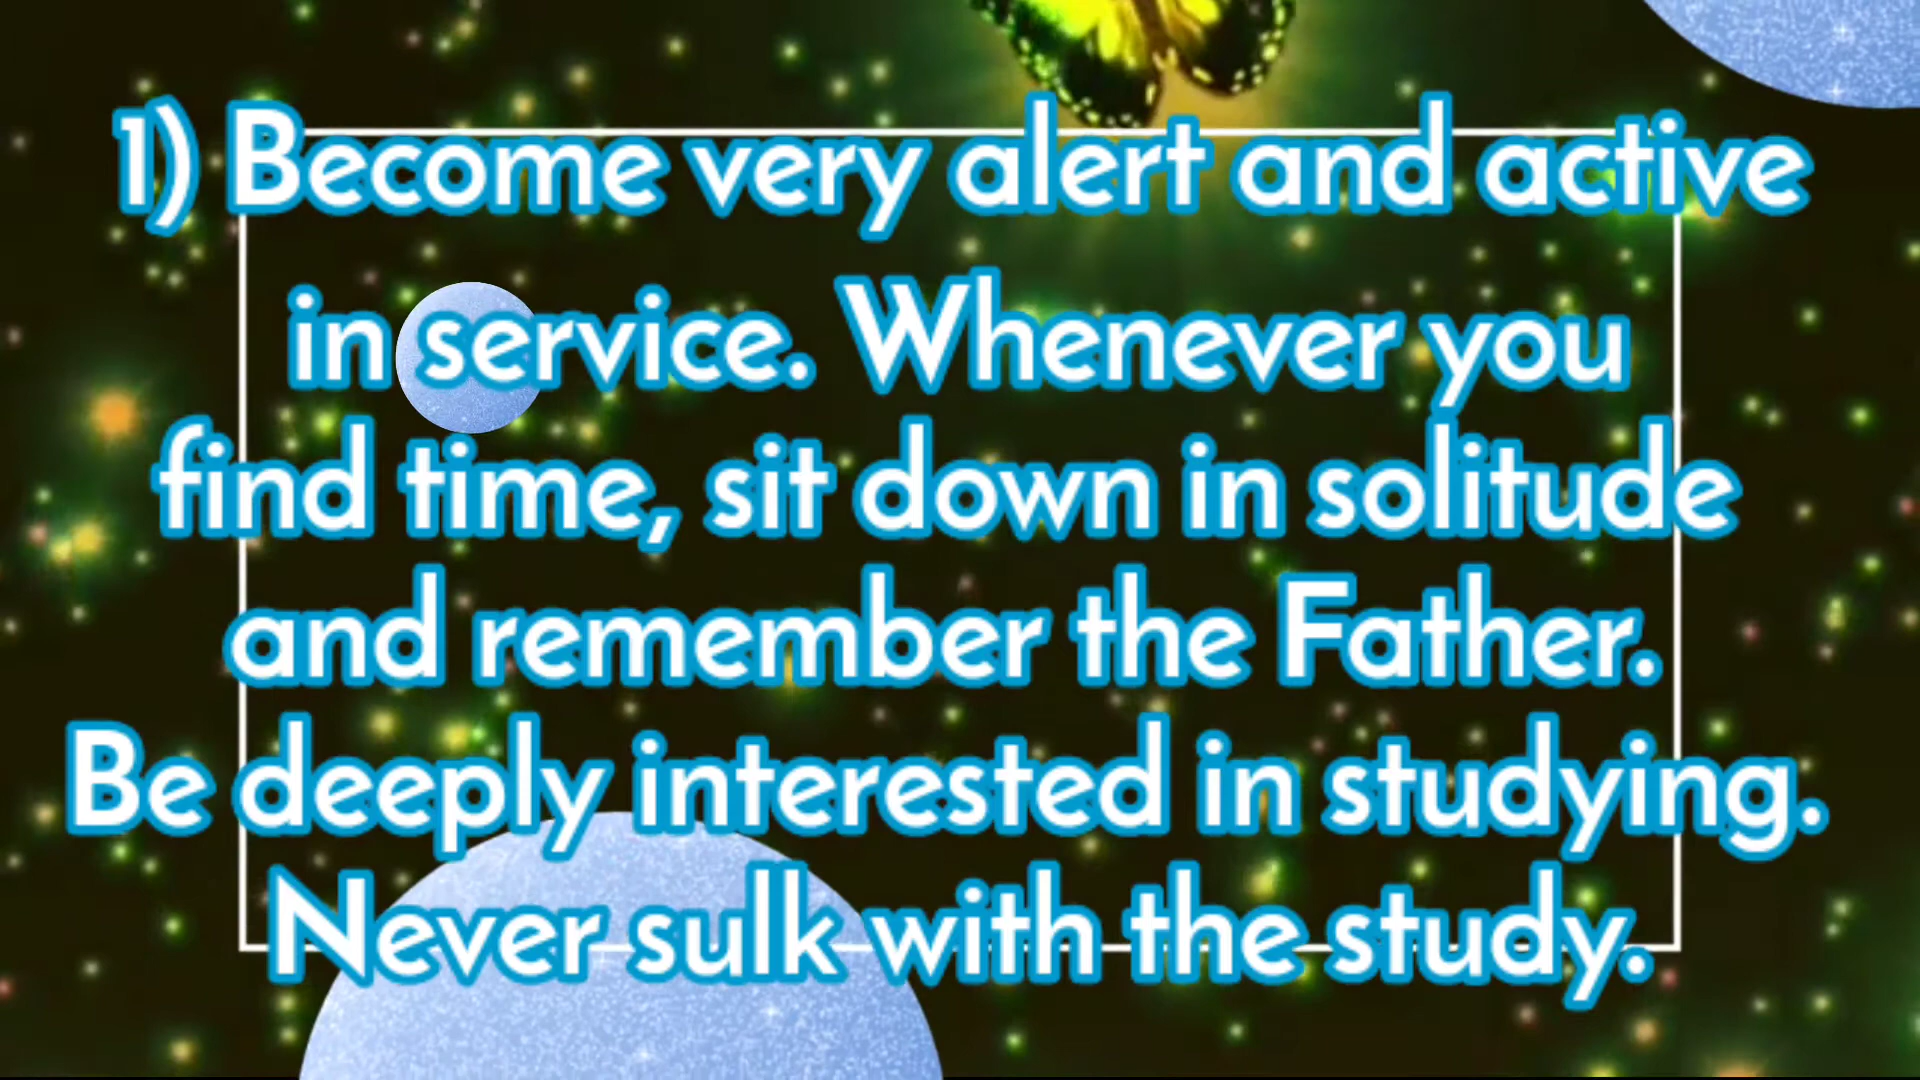 1) Become very alert and active
in service. Whenever you
find time, sit down in solitude
and remember the Father.
Be deeply interested in studying.
Never sulk with the study.